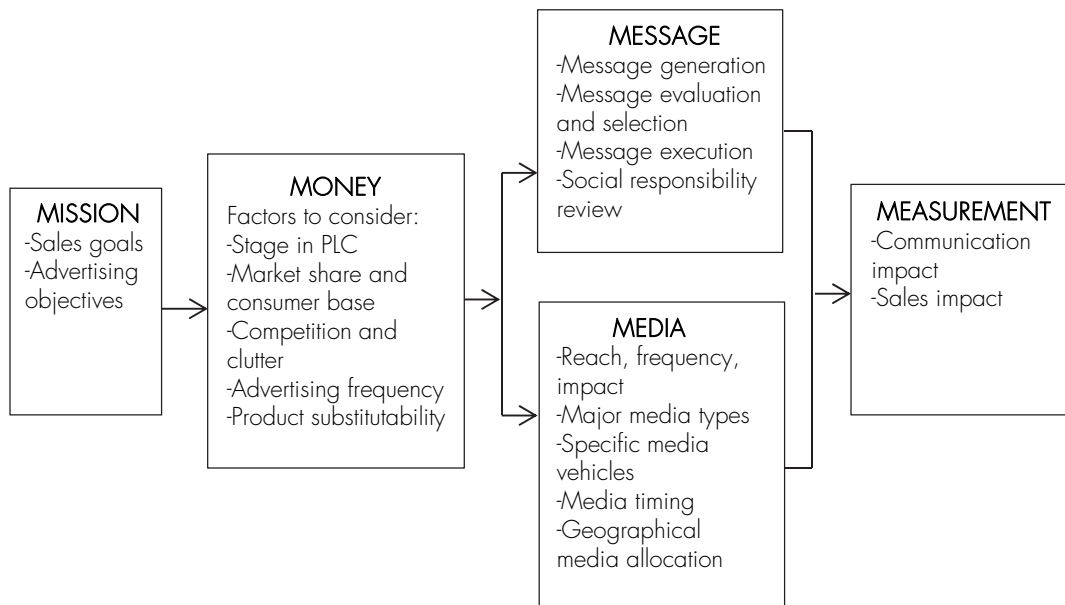 MISSION
-Sales goals
-Advertising
objectives
MONEY
Factors to consider:
-Stage in PLC
-Market share and
consumer base
-Competition and
clutter
-Advertising frequency
-Product substitutability
MESSAGE
-Message generation
-Message evaluation
and selection
-Message execution
-Social responsibility
review
MEDIA
-Reach, frequency,
impact
-Major media types
-Specific media
vehicles
-Media timing
-Geographical
media allocation
MEASUREMENT
-Communication
impact
-Sales impact